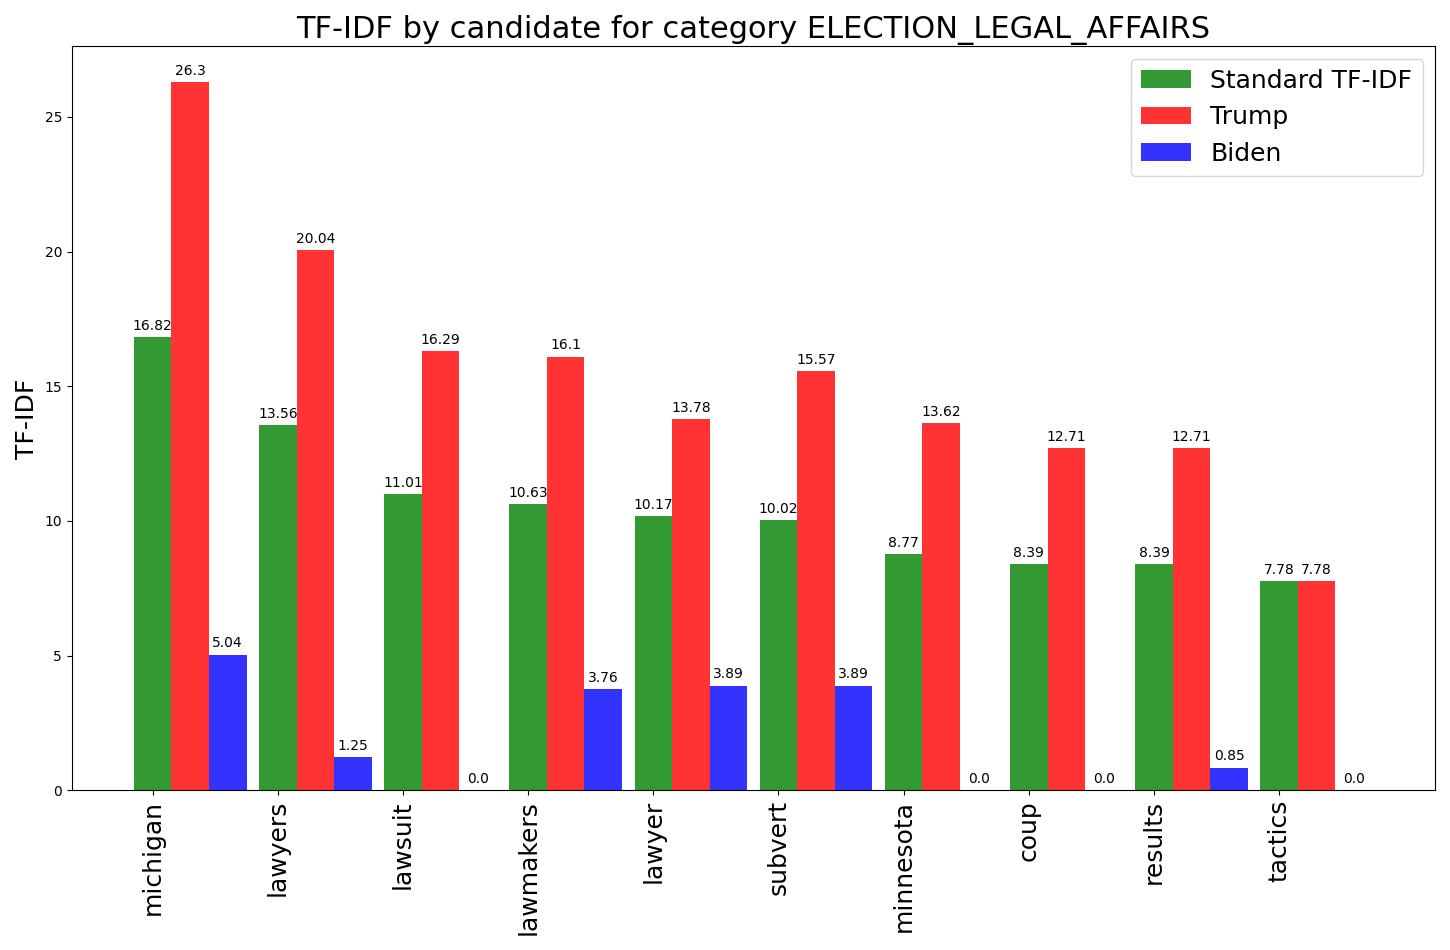 TF-IDF by candidate for category ELECTION_LEGAL_AFFAIRS
Standard TF-IDF
Trump
Biden
TF-IDF
25
20
15
10
5
0
16.82
26.3
5.04
13.56
20.04
1.25
11.01
16.29
0.0
10.63
16.1
3.76
10.17
13.78
3.89
10.02
15.57
3.89
8.77
13.62
0.0
8.39
12.71
0.0
8.39
12.71
0.85
7.78
7.78
0.0
michigan
lawyers
lawsuit
lawmakers
lawyer
subvert
minnesota
coup
results
tactics